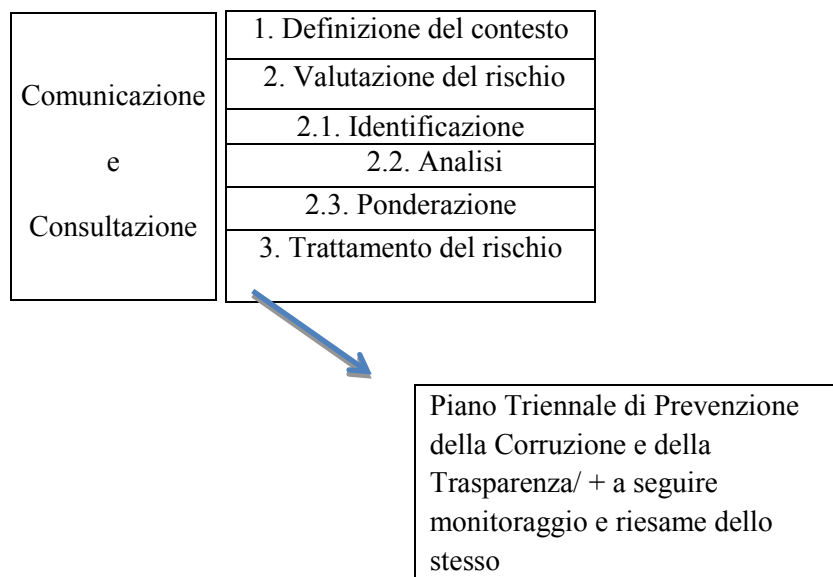 Comunicazione
e
Consultazione
1. Definizione del contesto
2. Valutazione del rischio
2.1. Identificazione
2.2. Analisi
2.3. Ponderazione
3. Trattamento del rischio
Piano Triennale di Prevenzione
della Corruzione e della
Trasparenza/ + a seguire
monitoraggio e riesame dello
stesso